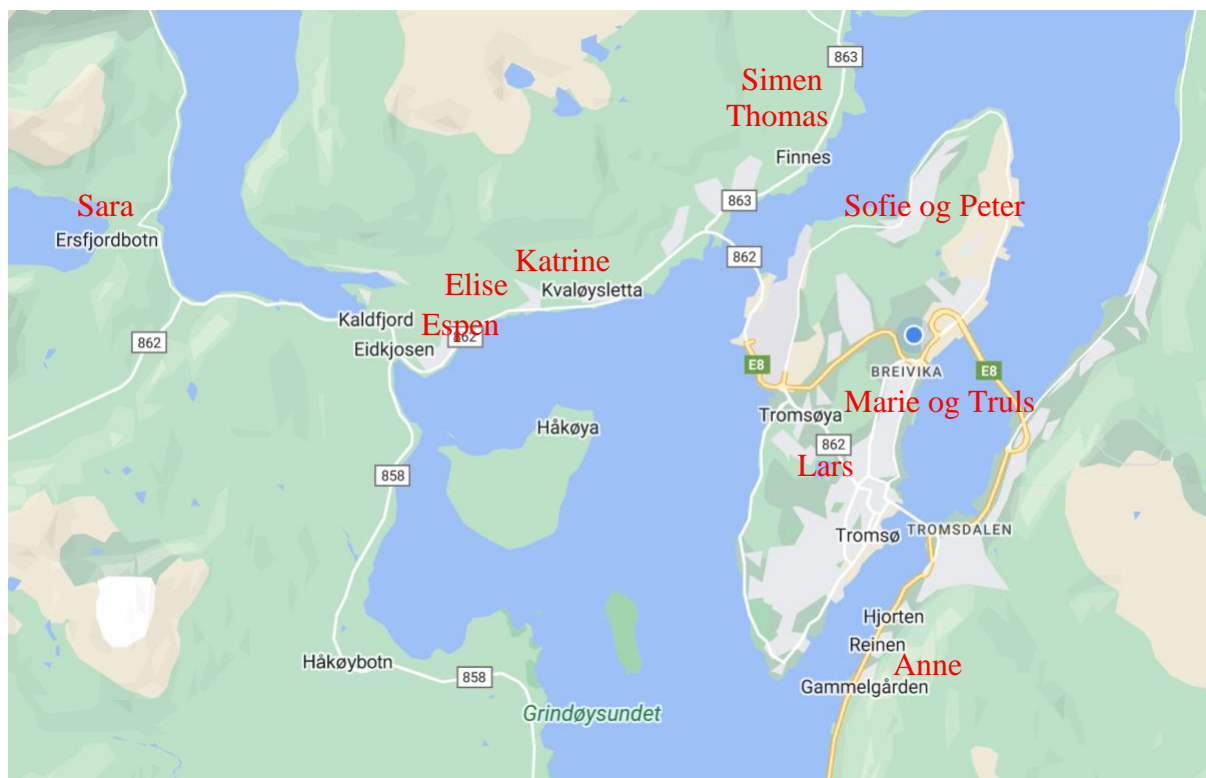 863
Simen
Thomas
Finnes
863
Sara
Sofie og Peter
Ersfjordbotn
862
Katrine
Elise
Kvaløysletta
Kaldfjord
Espen
862
862
Eidkjosen
E8
BREIVIKA
E8
Marie og Truls
Tromsøya
Håkøya
862
Lars
858
Tromsø
TROMSDALEN
Hjorten
Reinen
Håkøybotn
Anne
858
Gammelgården
Grindøysundet